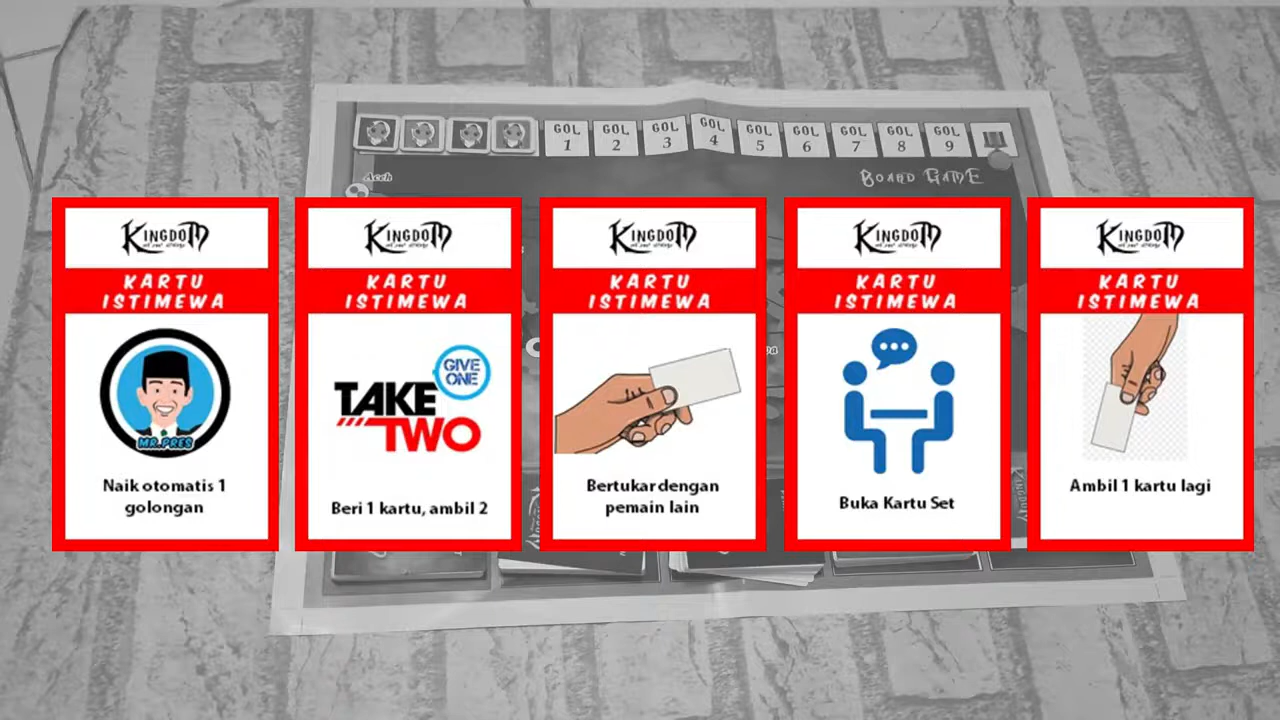 GOL 1
GOL 2
GOL 3
GOL 4
GOL 5
GOL 6
GOL 7
GOL 8
GOL 9
Aceh
BOARD GAME
KINGDOM
KARTU
ISTIMEWA
MR.PRES
Naik otomatis 1
golongan
KINGDOM
KARTU
ISTIMEWA
GIVE
ONE
TAKE
TWO
Beri 1 kartu, ambil 2
KINGDOM
KARTU
ISTIMEWA
Bertukar dengan
pemain lain
KINGDOM
KARTU
ISTIMEWA
Buka Kartu Set
KINGDOM
KARTU
ISTIMEWA
Ambil 1 kartu lagi